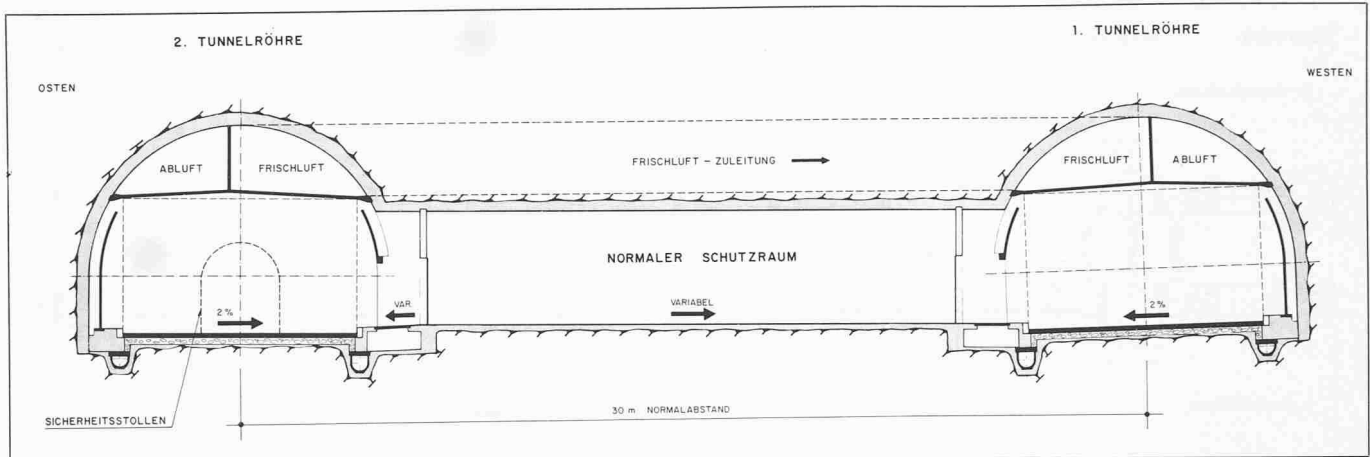 2. TUNNELRÖHRE
1. TUNNELRÖHRE
OSTEN
WESTEN
ABLUFT
FRISCHLUFT
FRISCHLUFT - ZULEITUNG
FRISCHLUFT
ABLUFT
NORMALER SCHUTZRAUM
2%
VAR.
VARIABEL
2%
30 m NORMALABSTAND
SICHERHEITSSTOLLEN